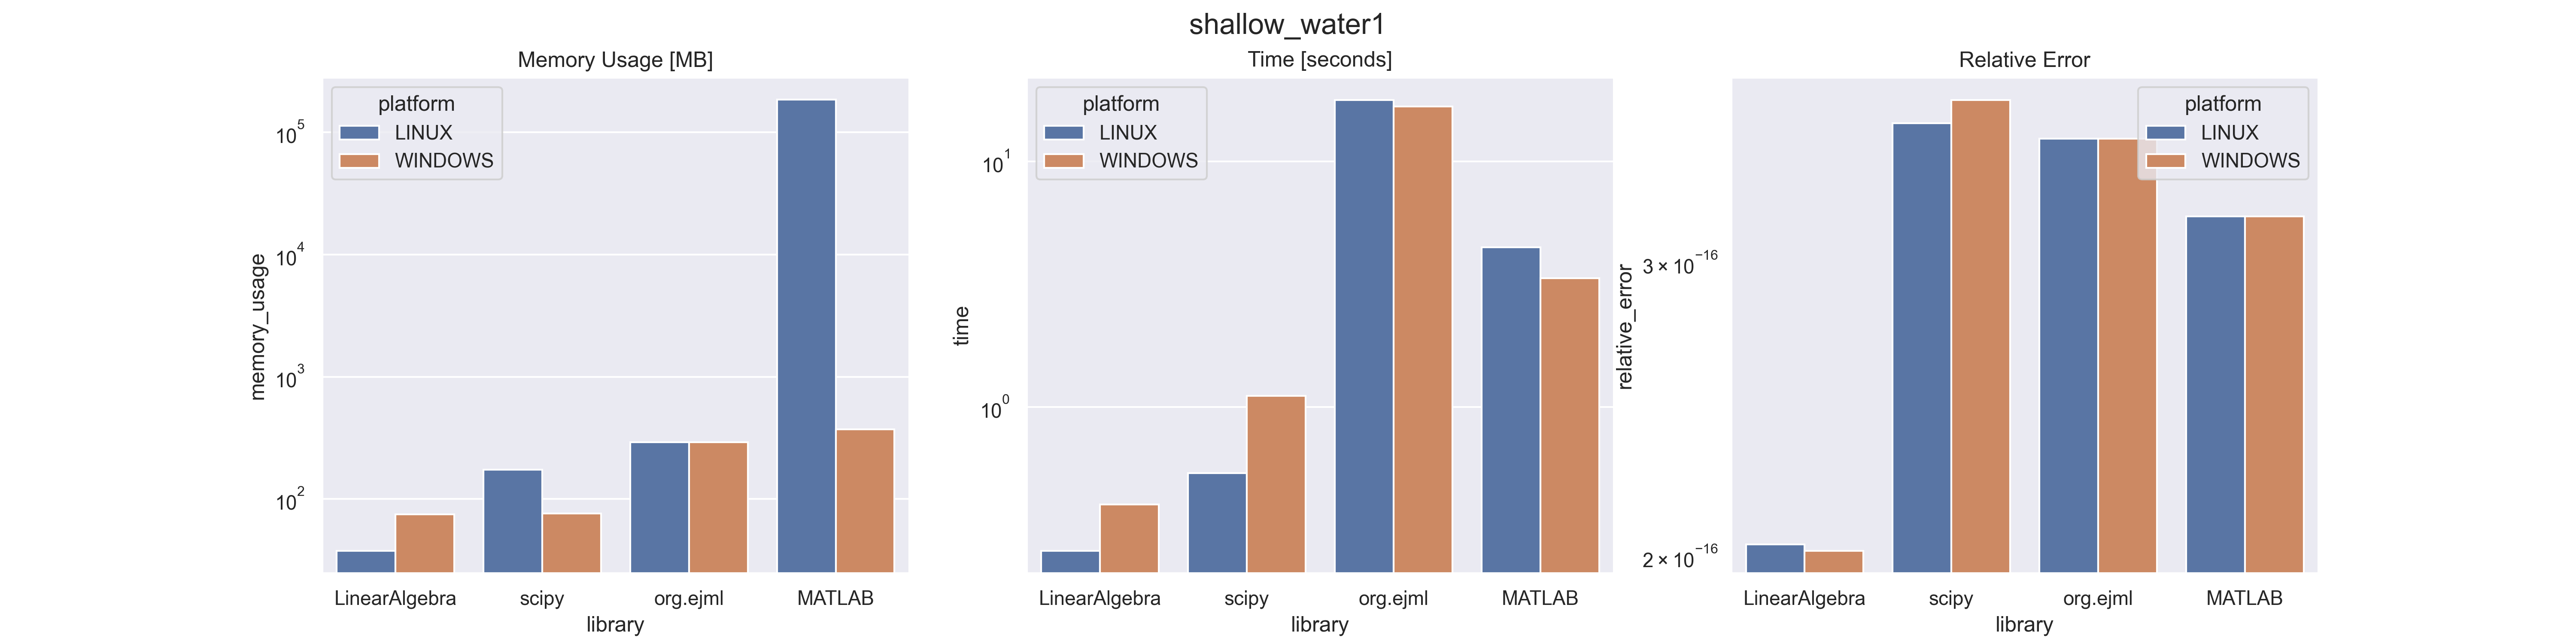 shallow_water1
Memory Usage [MB]
platform
LINUX
WINDOWS
10^5
10^4
10^3
10^2
memory_usage
LinearAlgebra
scipy
org.ejml
MATLAB
library
Time [seconds]
platform
LINUX
WINDOWS
10^1
10^0
time
LinearAlgebra
scipy
org.ejml
MATLAB
library
Relative Error
platform
LINUX
WINDOWS
3 × 10^−16
2 × 10^−16
relative_error
LinearAlgebra
scipy
org.ejml
MATLAB
library